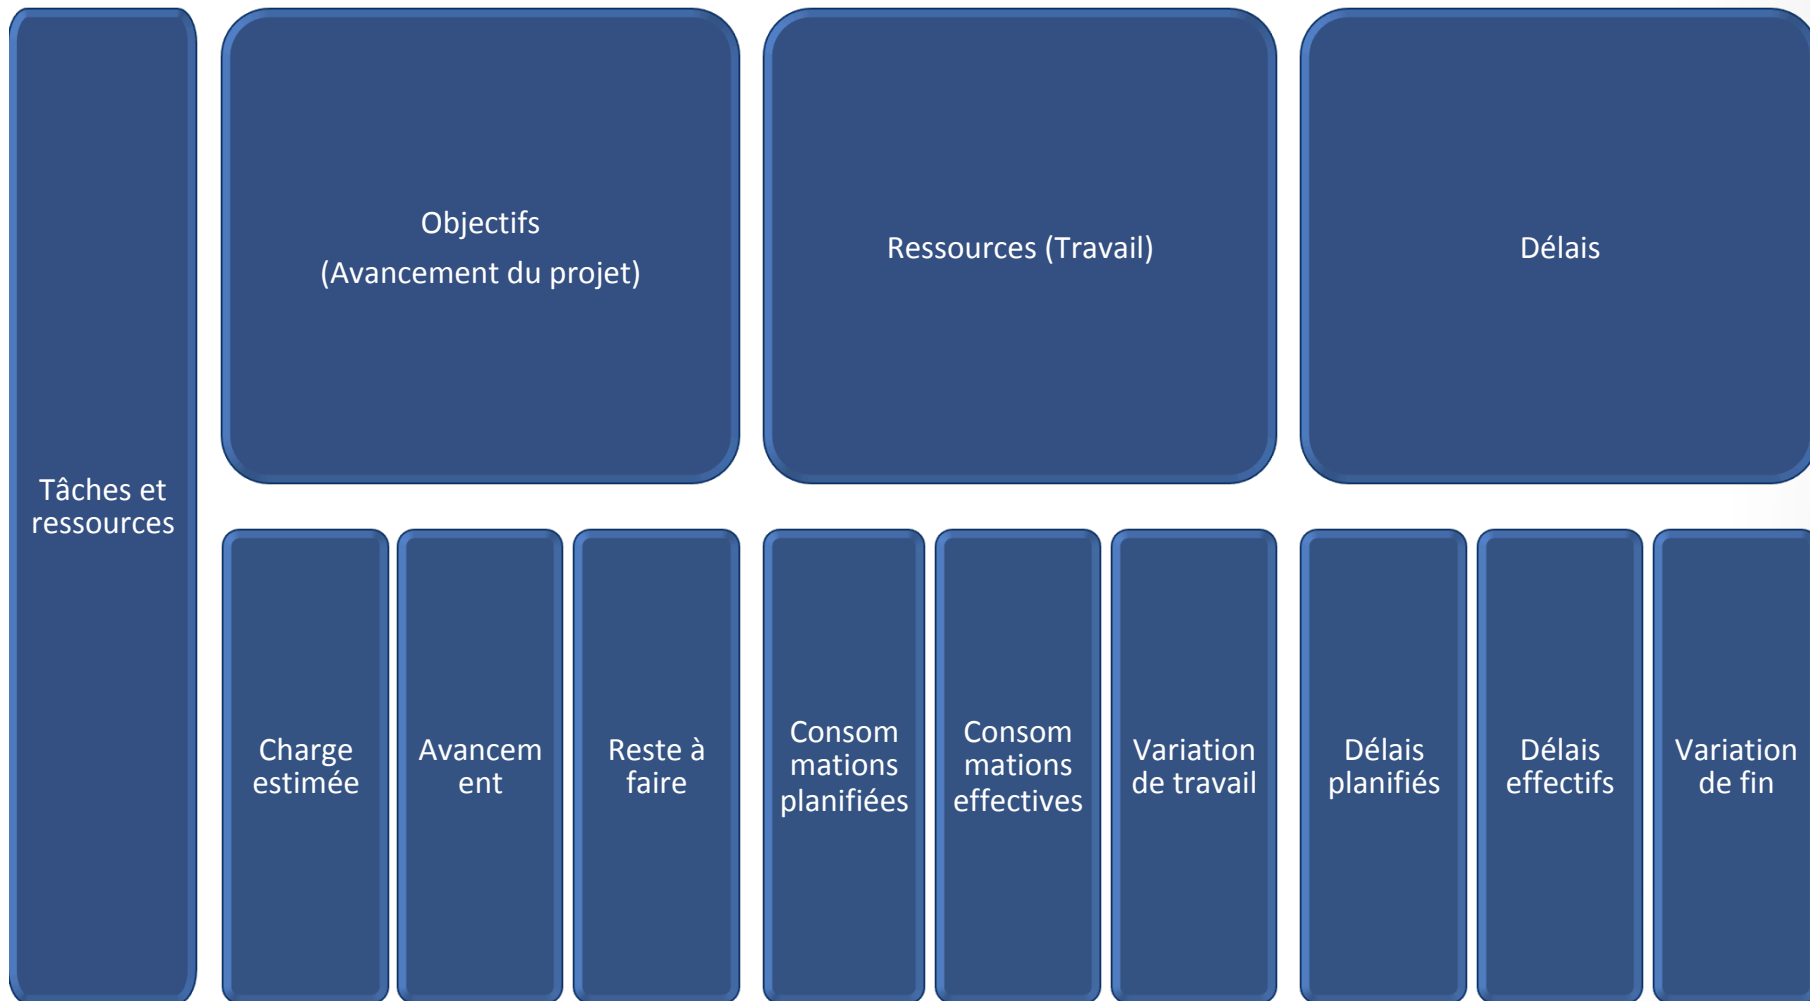 Tâches et
ressources
Objectifs
(Avancement du projet)
Ressources (Travail)
Délais
Charge
estimée
Avancem
ent
Reste à
faire
Consom
mations
planifiées
Consom
mations
effectives
Variation
de travail
Délais
planifiés
Délais
effectifs
Variation
de fin